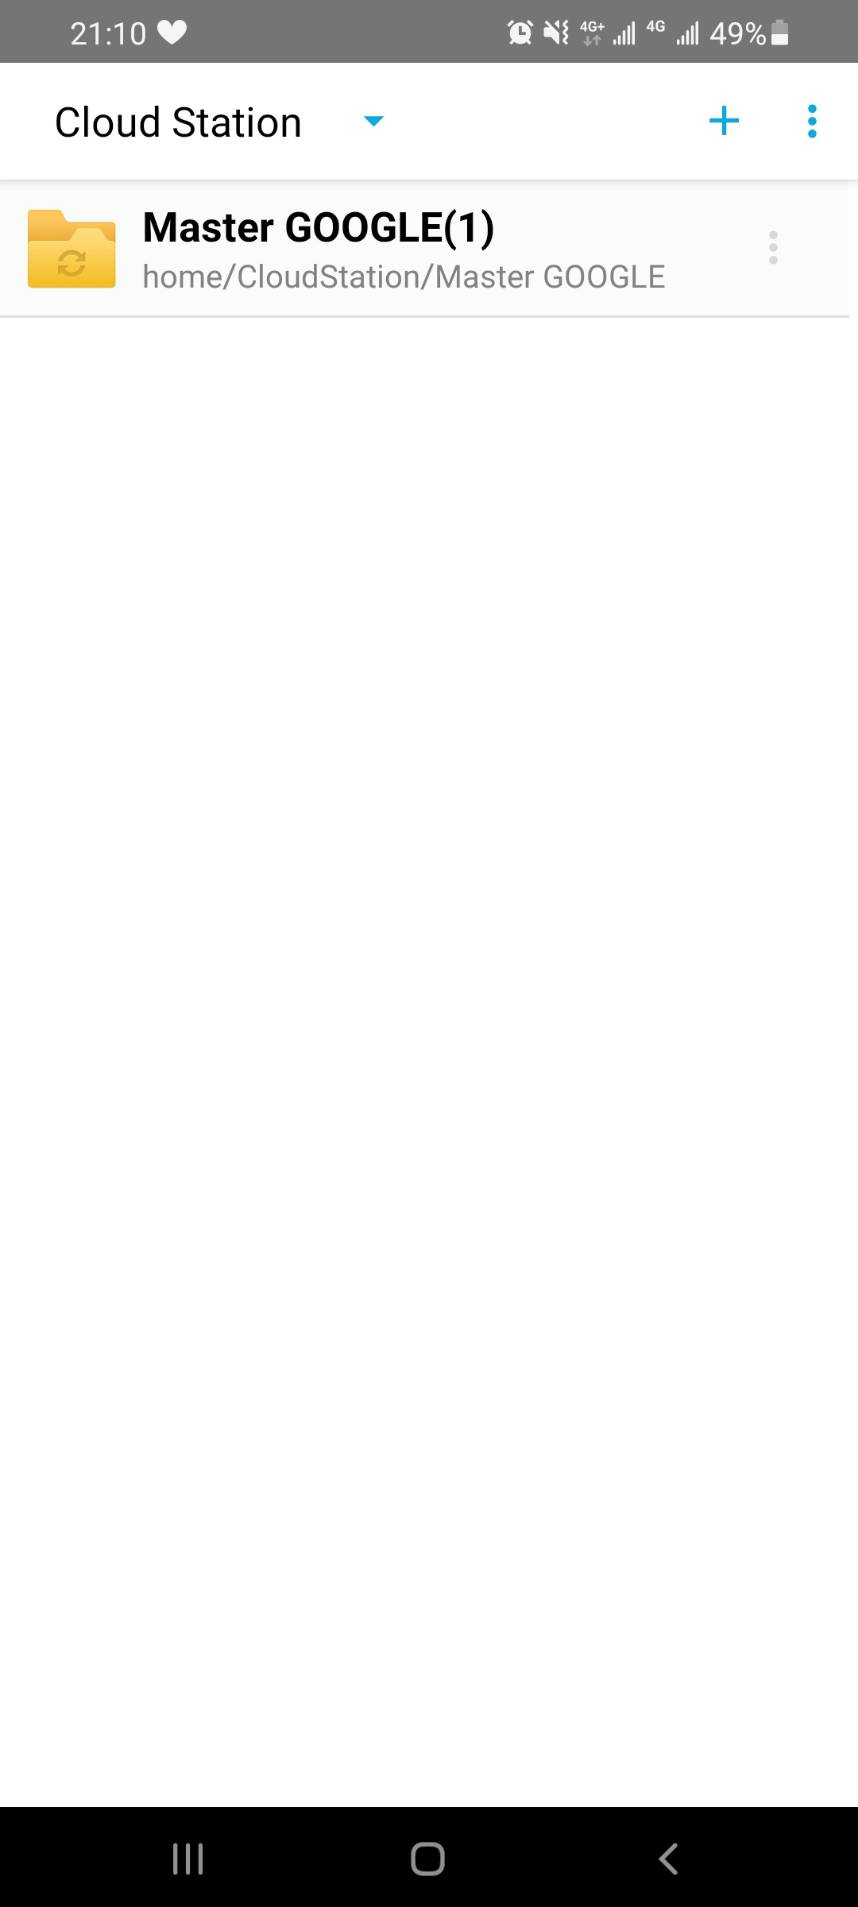 21:10
4G+ 4G 49%
Cloud Station
Master GOOGLE(1)
home/CloudStation/Master GOOGLE